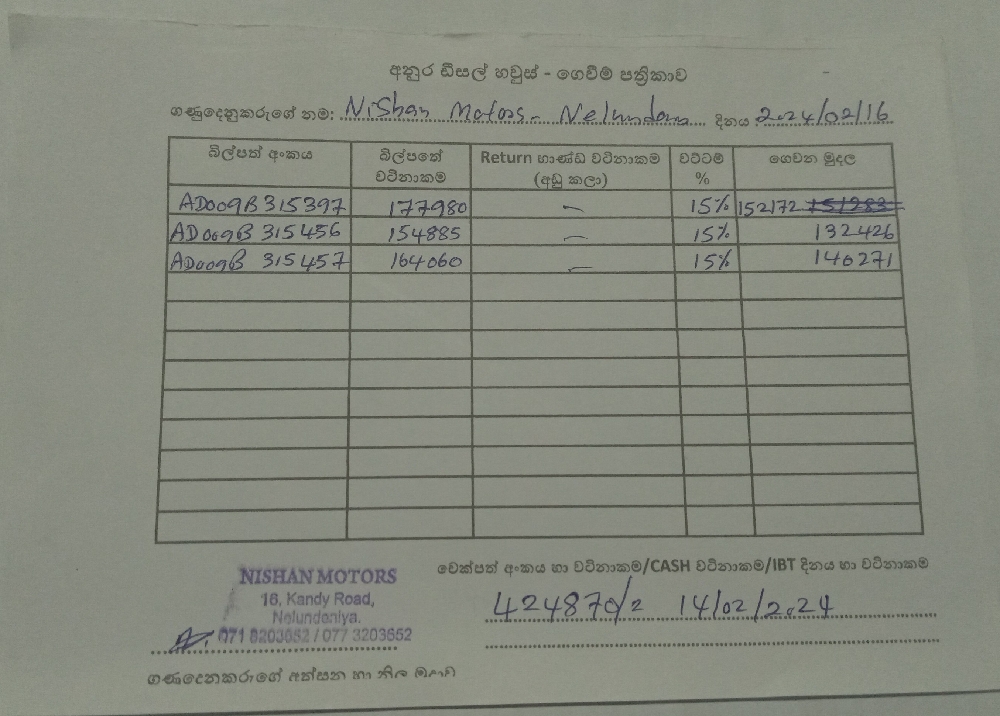 අනුර ඩීසල් හවුස් - ගෙවීම් පත්‍රිකාව
ගණුදෙනුකරුගේ නම: Nishan Motors - Nelundeniya දිනය 2024/02/16
බිල්පත් අංකය බිල්පතේ වටිනාකම Return භාණ්ඩ වටිනාකම (අඩු කලා) වට්ටම් % ගෙවන මුදල
AD009B315397 177980 - 15% 152172 151283
AD009B 315456 154885 - 15% 132426
AD009B 315457 164060 - 15% 140271
චෙක්පත් අංකය හා වටිනාකම/CASH වටිනාකම/IBT දිනය හා වටිනාකම
NISHAN MOTORS
16, Kandy Road,
Nelundeniya.
071 8203652 / 077 3203652
424870/2 14/02/2024
ගණුදෙනුකරුගේ අත්සන හා නිල මුද්‍රාව